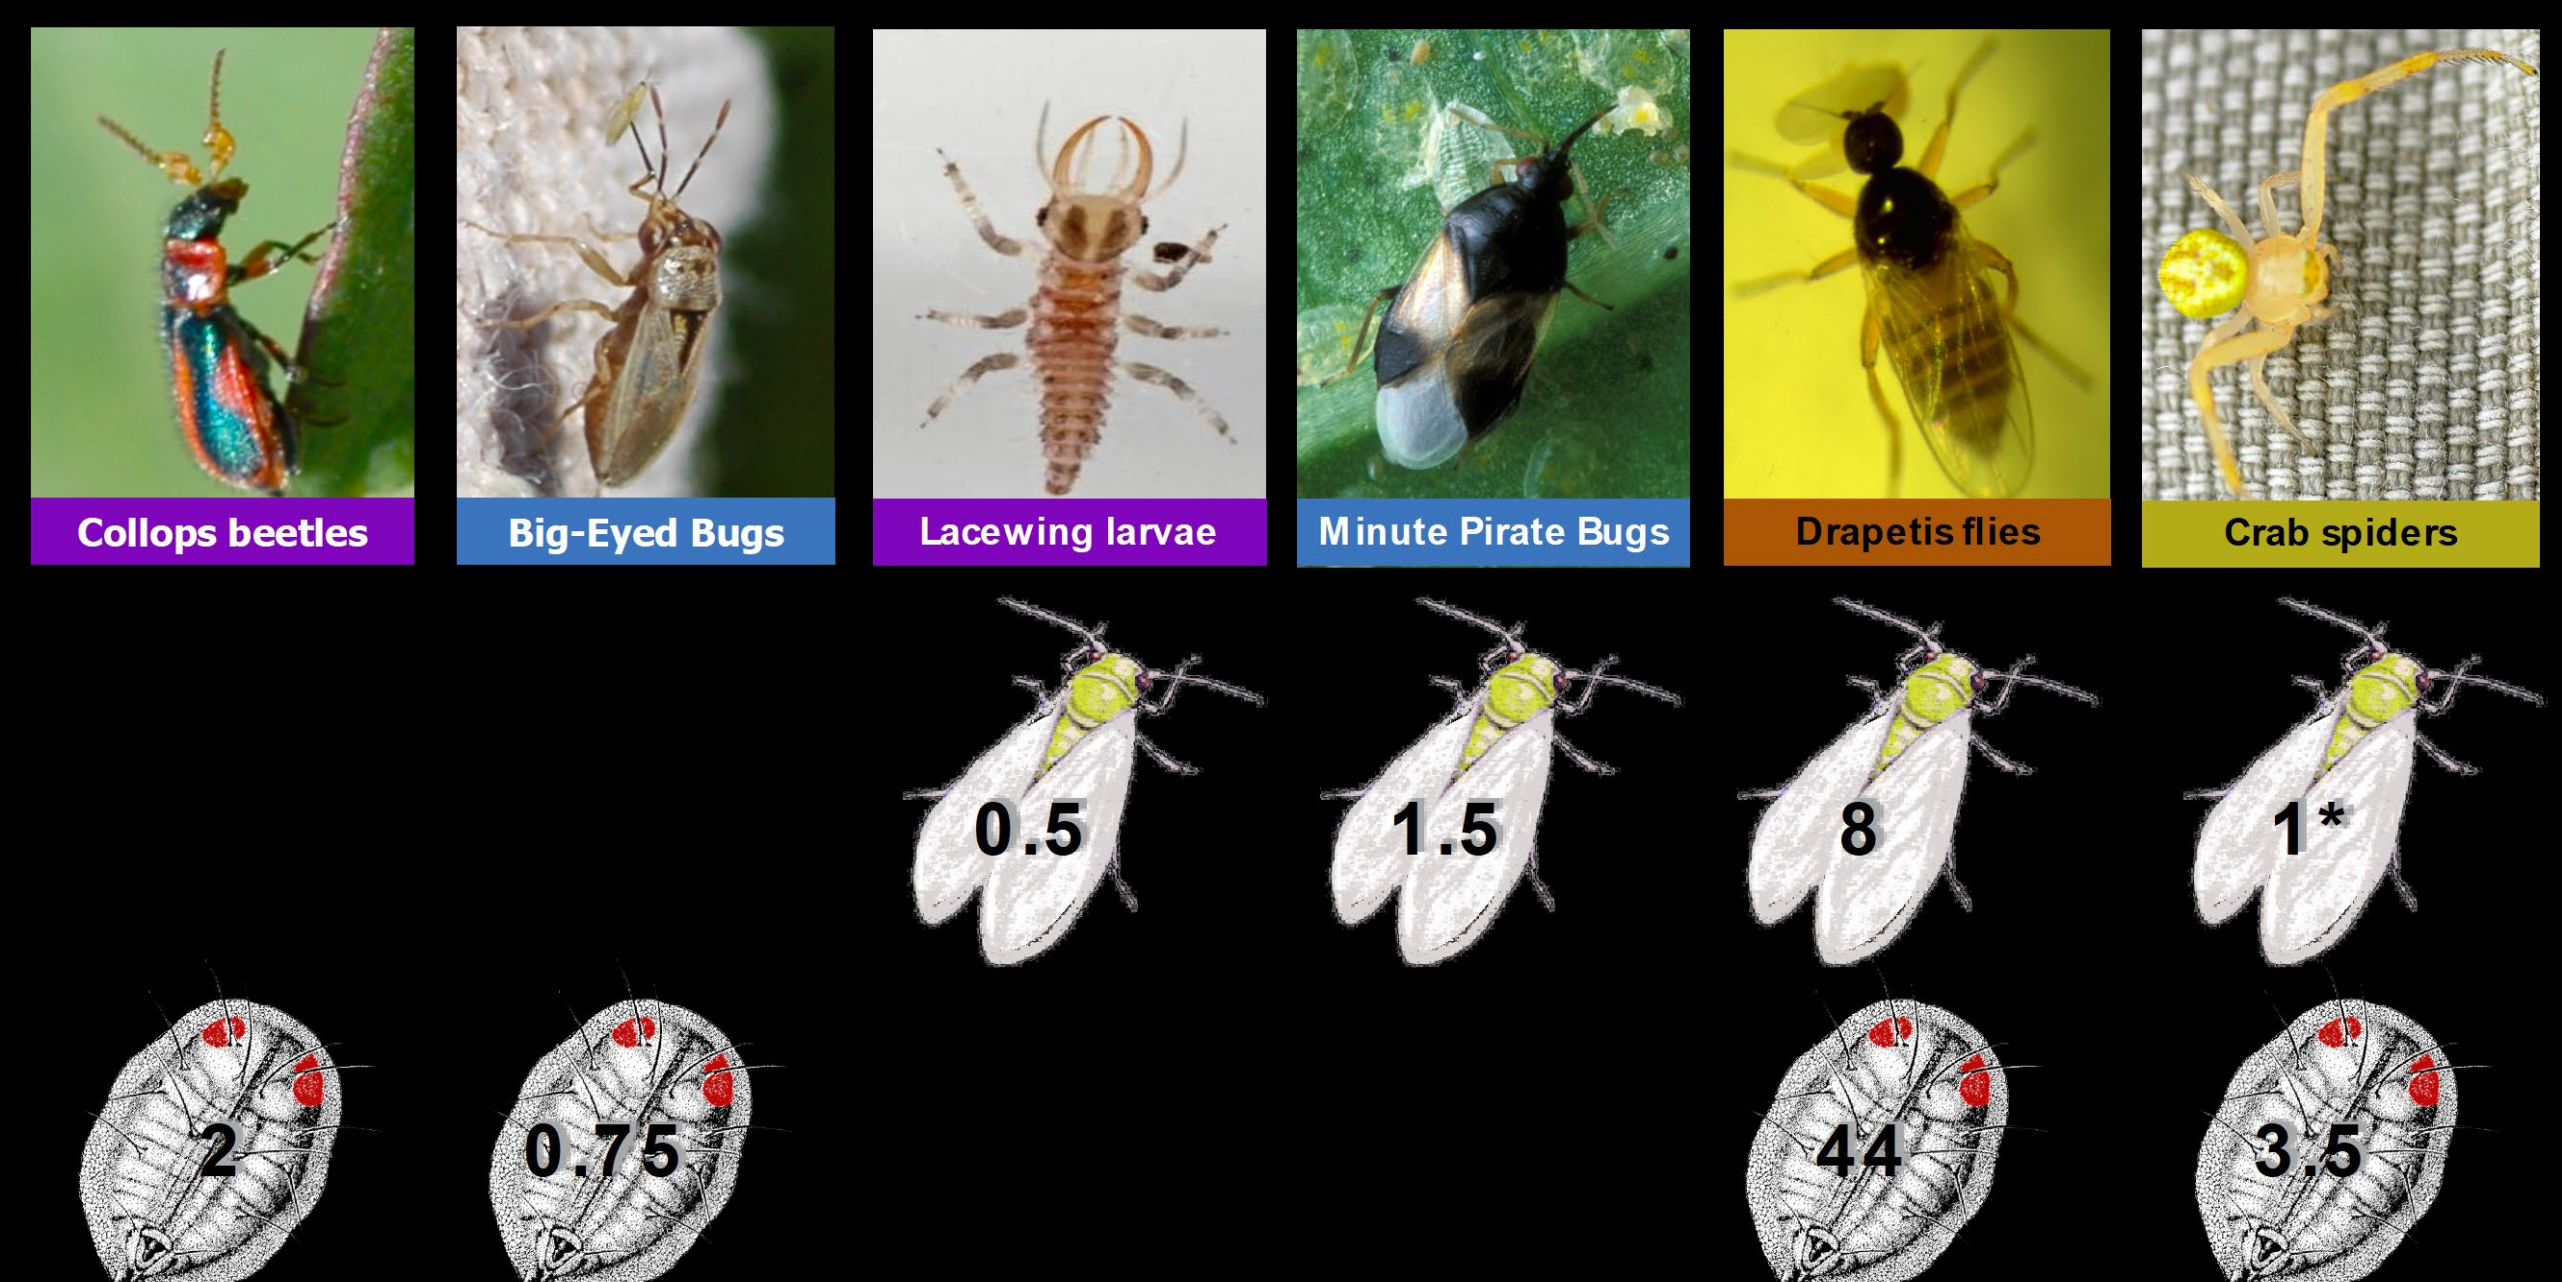 Collops beetles
Big-Eyed Bugs
Lacewing larvae
Minute Pirate Bugs
Drapetis flies
Crab spiders
0.5
1.5
8
1*
2
0.75
44
3.5